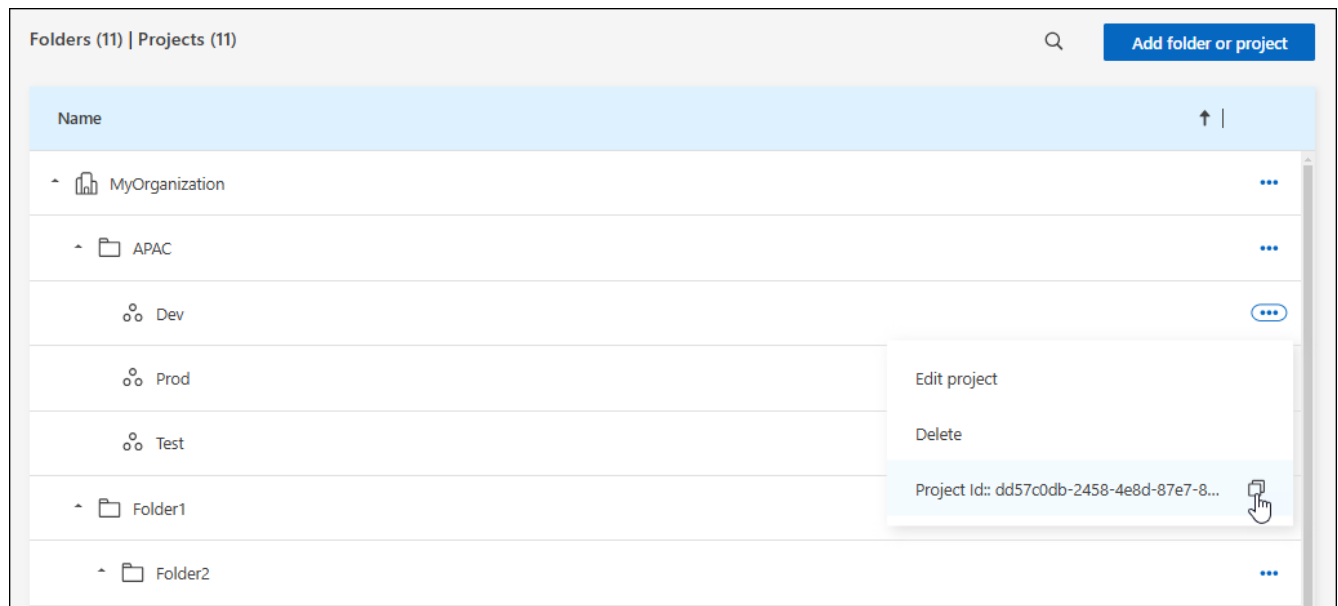 Folders (11) | Projects (11)
Add folder or project
Name
MyOrganization
APAC
Dev
Prod
Edit project
Delete
Test
Project Id:: dd57c0db-2458-4e8d-87e7-8...
Folder1
Folder2